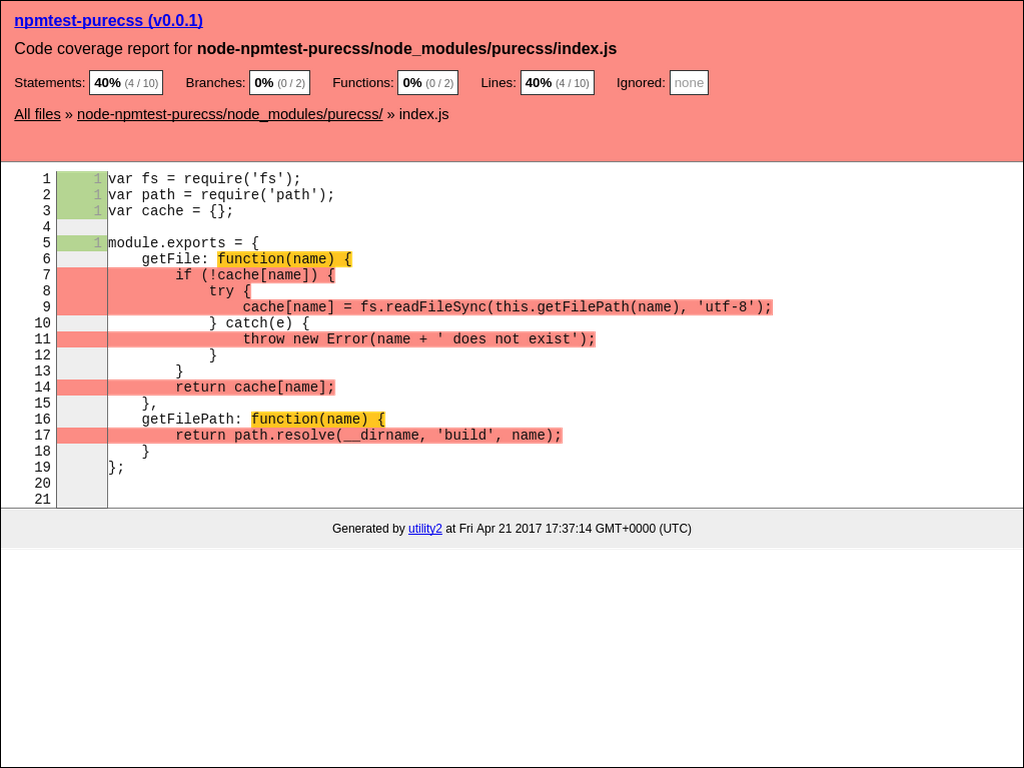 npmtest-purecss (v0.0.1)
Code coverage report for node-npmtest-purecss/node_modules/purecss/index.js
Statements: 40% (4 / 10) Branches: 0% (0 / 2) Functions: 0% (0 / 2) Lines: 40% (4 / 10) Ignored: none
All files » node-npmtest-purecss/node_modules/purecss/ » index.js
1 1 var fs = require('fs');
2 1 var path = require('path');
3 1 var cache = {};
4
5 1 module.exports = {
6     getFile: function(name) {
7         if (!cache[name]) {
8             try {
9                 cache[name] = fs.readFileSync(this.getFilePath(name), 'utf-8');
10             } catch(e) {
11                 throw new Error(name + ' does not exist');
12             }
13         }
14         return cache[name];
15     },
16     getFilePath: function(name) {
17         return path.resolve(__dirname, 'build', name);
18     }
19 };
20
21
Generated by utility2 at Fri Apr 21 2017 17:37:14 GMT+0000 (UTC)